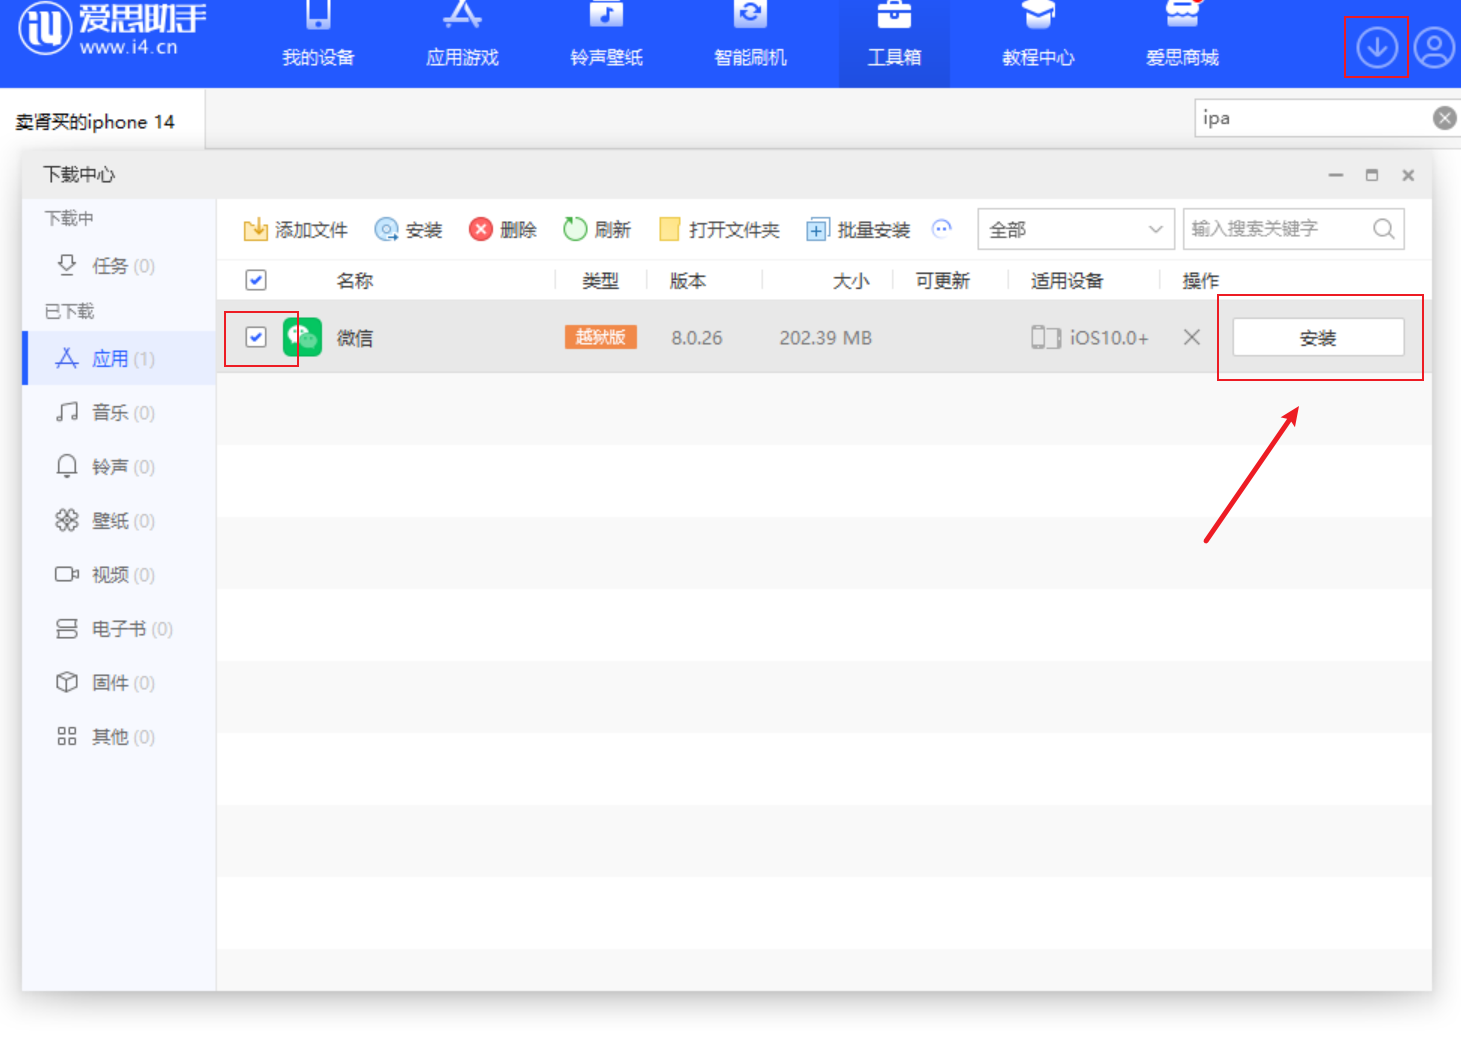 爱思助手
www.i4.cn
我的设备 应用游戏 铃声壁纸 智能刷机 工具箱 教程中心 爱思商城
卖肾买的iphone 14
ipa
下载中心
下载中
任务 (0)
已下载
应用 (1)
音乐 (0)
铃声 (0)
壁纸 (0)
视频 (0)
电子书 (0)
固件 (0)
其他 (0)
添加文件 安装 删除 刷新 打开文件夹 批量安装 全部 输入搜索关键字
名称 类型 版本 大小 可更新 适用设备 操作
微信 越狱版 8.0.26 202.39 MB iOS10.0+ 安装